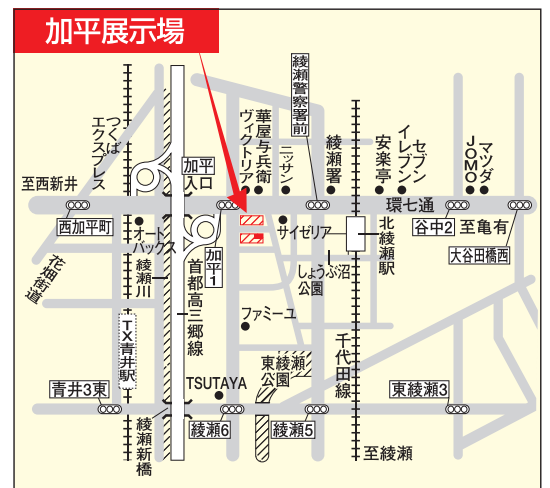 加平展示場
つくば
エクスプレス
至西新井
西加平町
花畑街道
オート
バックス
綾瀬川
TX青井駅
青井3東
綾瀬新橋
加平
入口
首都高三郷線
加平1
ヴィクトリア
華屋与兵衛
ニッサン
綾瀬警察署前
綾瀬署
安楽亭
セブン
イレブン
JOMO
マツダ
環七通
谷中2
至亀有
大谷田橋西
サイゼリア
北綾瀬駅
しょうぶ沼
公園
ファミーユ
東綾瀬
公園
千代田線
TSUTAYA
綾瀬6
綾瀬5
東綾瀬3
至綾瀬